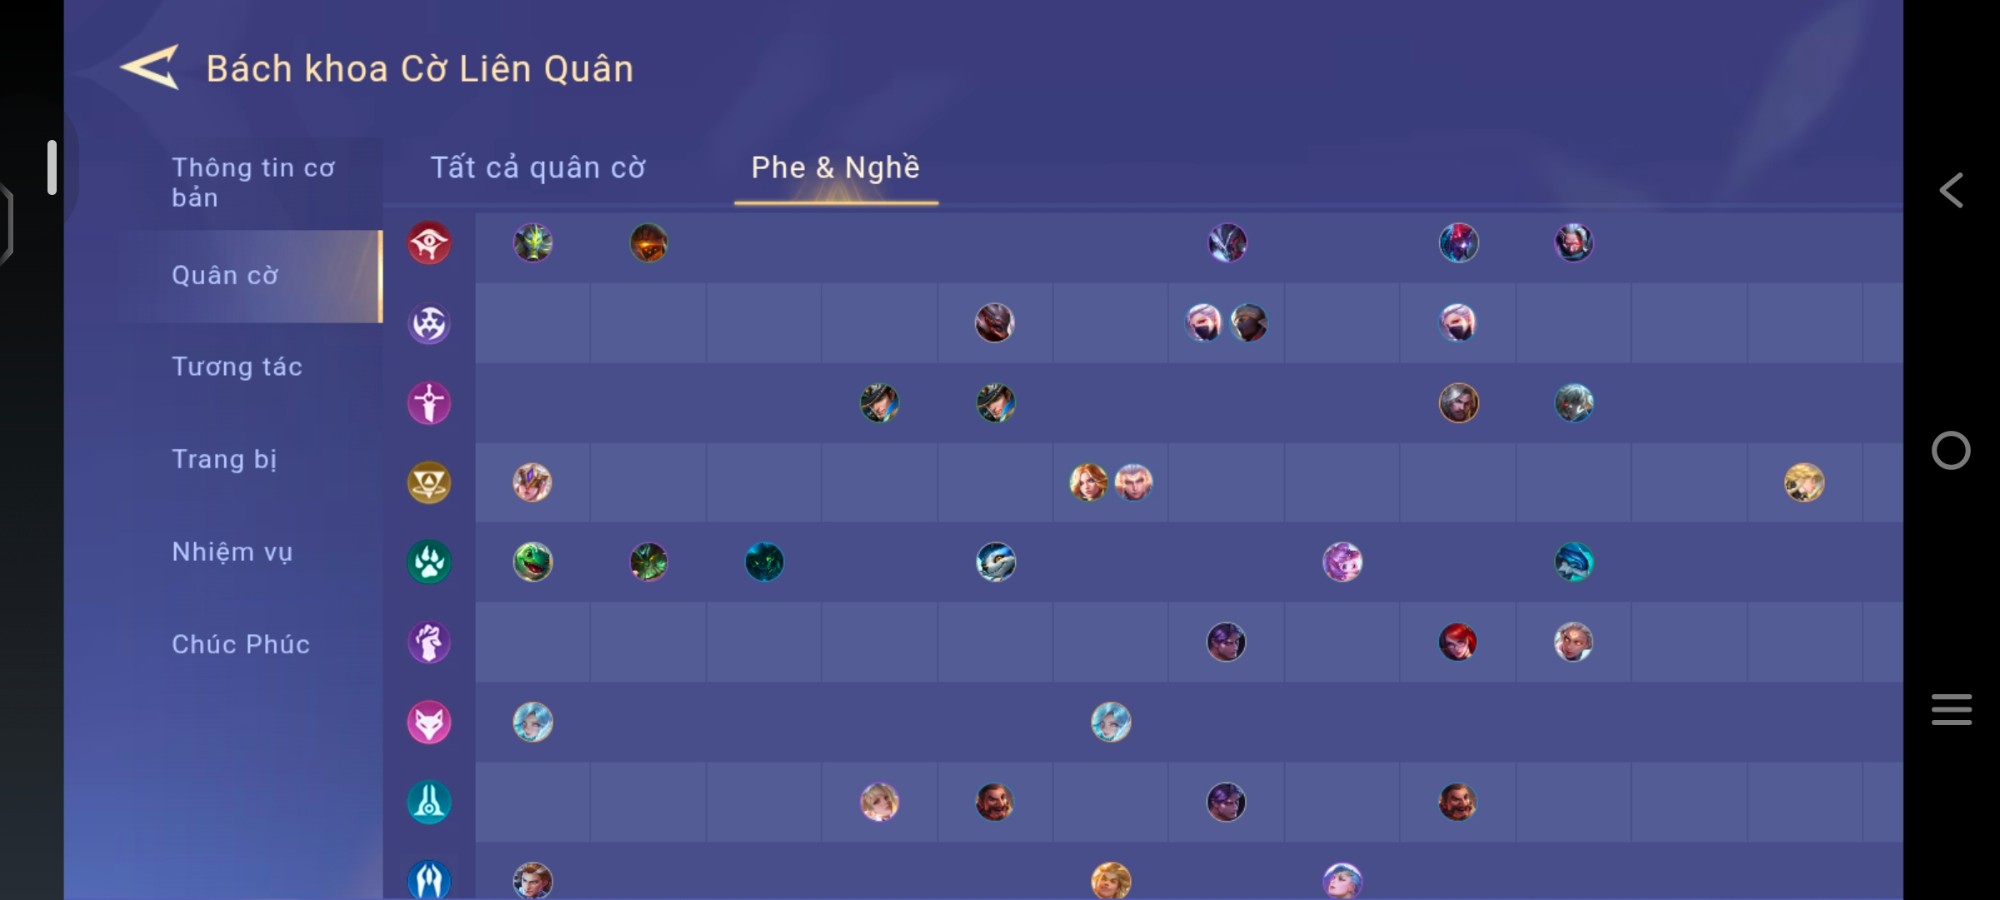 Bách khoa Cờ Liên Quân
Tất cả quân cờ
Phe & Nghề
Thông tin cơ
bản
Quân cờ
Tương tác
Trang bị
Nhiệm vụ
Chúc Phúc